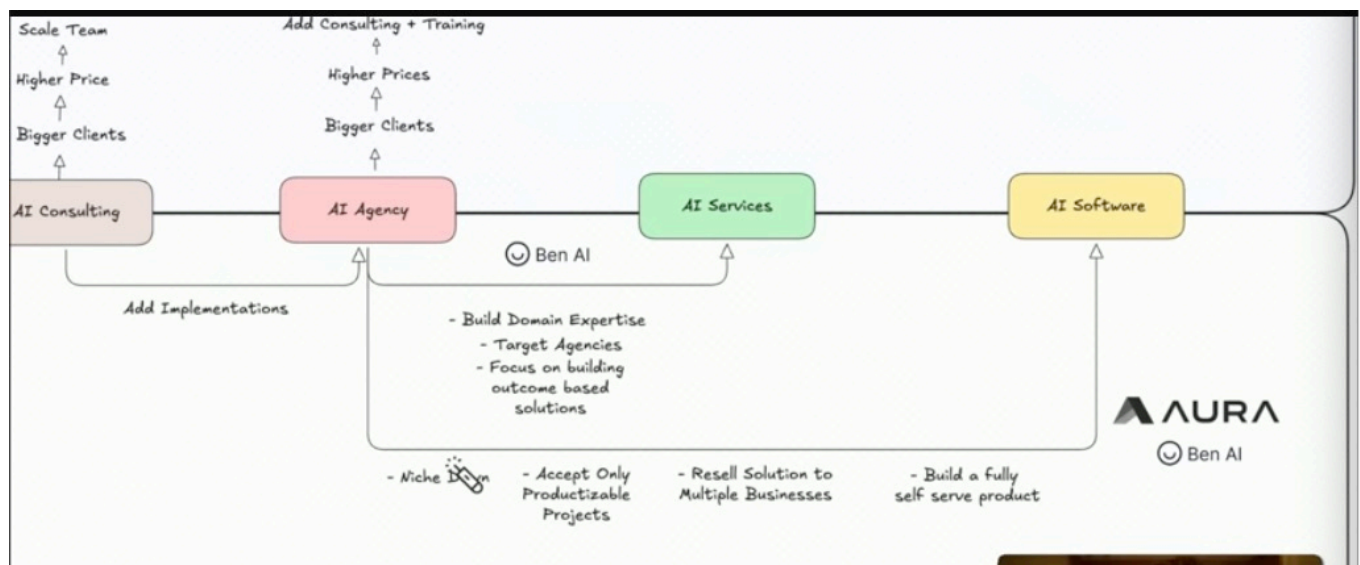 Scale Team
Add Consulting + Training
Higher Price
Higher Prices
Bigger Clients
Bigger Clients
AI Consulting
AI Agency
AI Services
AI Software
Ben AI
Add Implementations
- Build Domain Expertise
- Target Agencies
- Focus on building
outcome based
solutions
AURA
Ben AI
- Niche
- Accept Only
Productizable
Projects
- Resell Solution to
Multiple Businesses
- Build a fully
self serve product